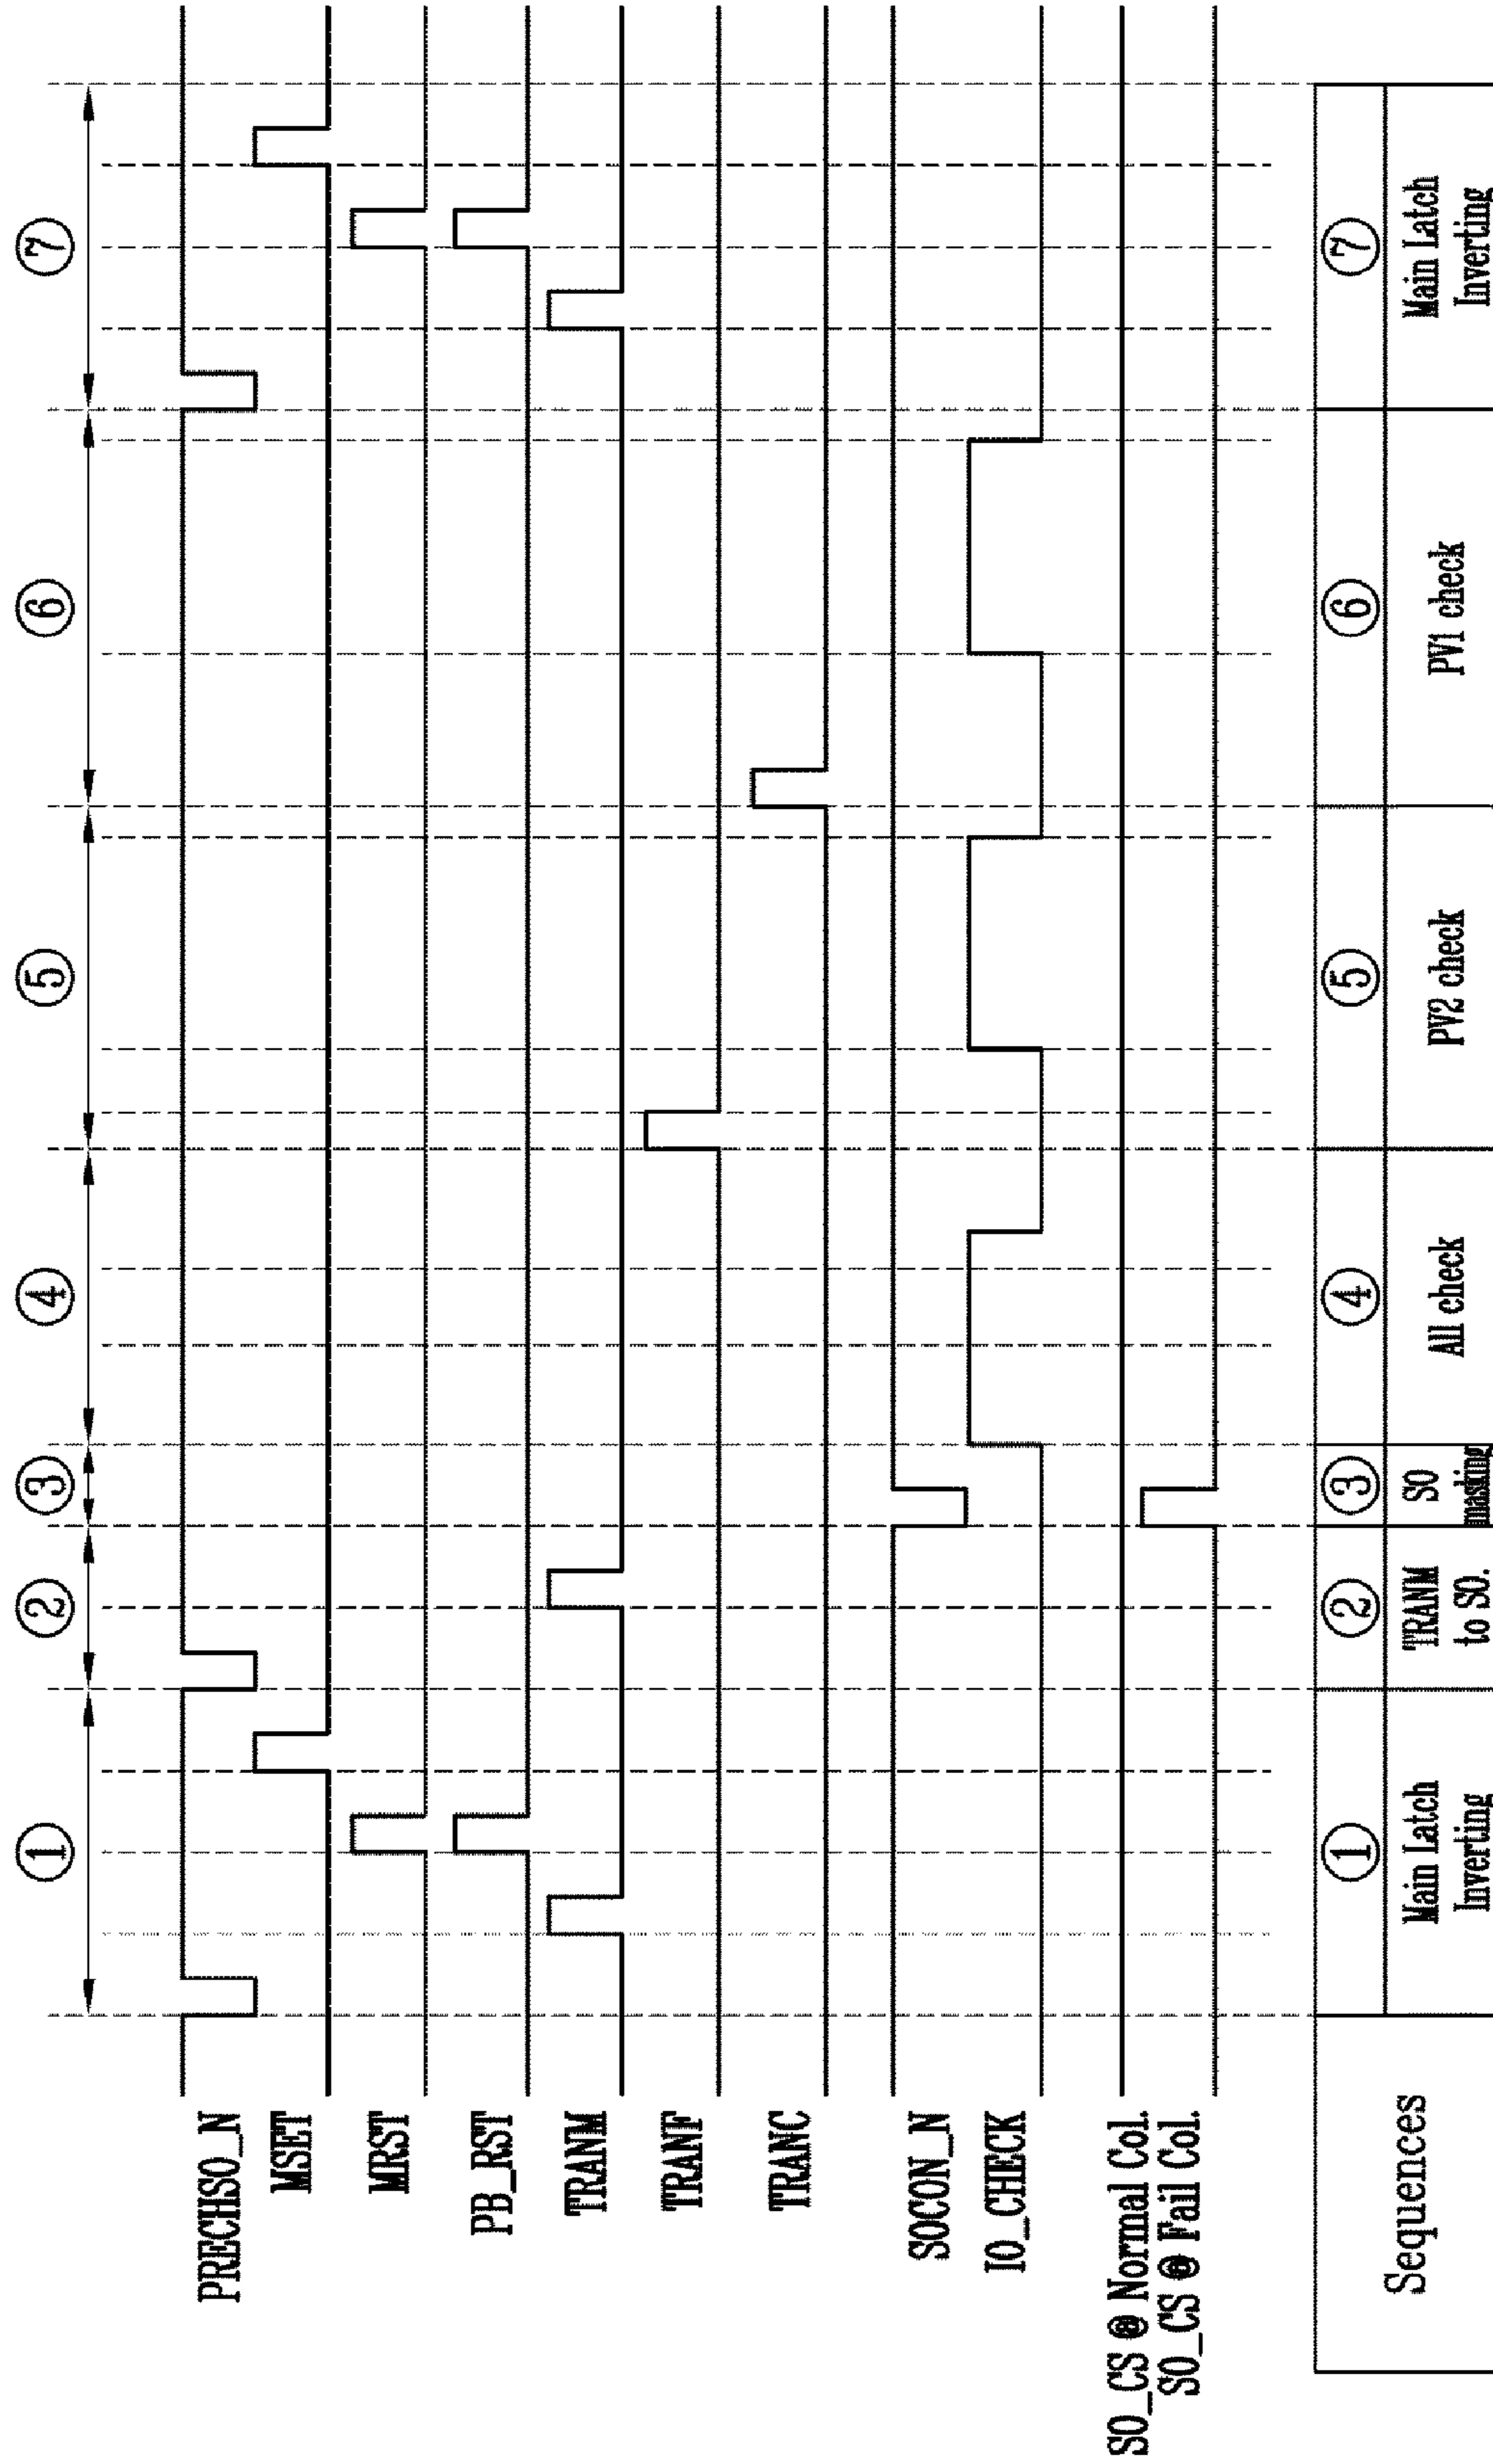 ① ② ③ ④ ⑤ ⑥ ⑦
PRECHSO_N
MSET
MRST
PB_RST
TRANM
TRANF
TRANC
SOCON_N
IO_CHECK
SO_CS @ Normal Col.
SO_CS @ Fail Col.
Sequences
① ② ③ ④ ⑤ ⑥ ⑦
Main Latch
Inverting
TRANM
to SO.
SO
masking
All check
PV2 check
PV1 check
Main Latch
Inverting